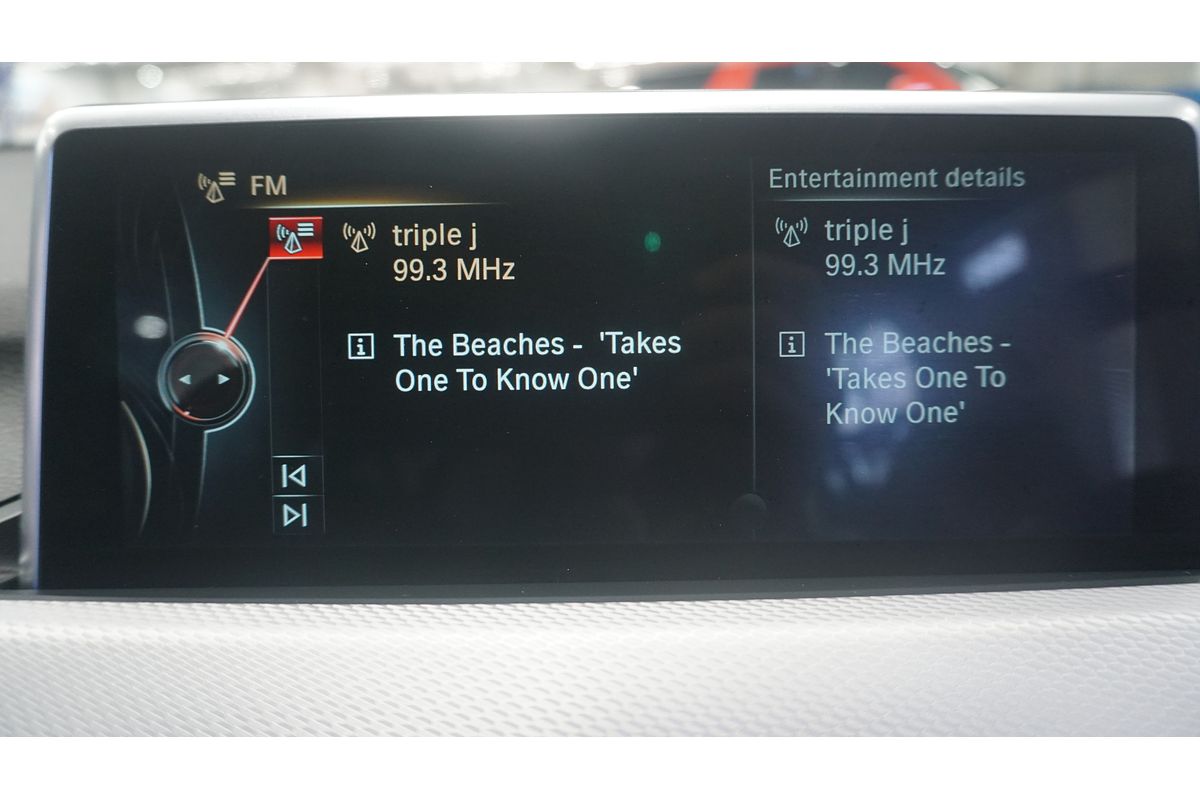 FM
triple j
99.3 MHz
The Beaches - 'Takes
One To Know One'
Entertainment details
triple j
99.3 MHz
The Beaches -
'Takes One To
Know One'